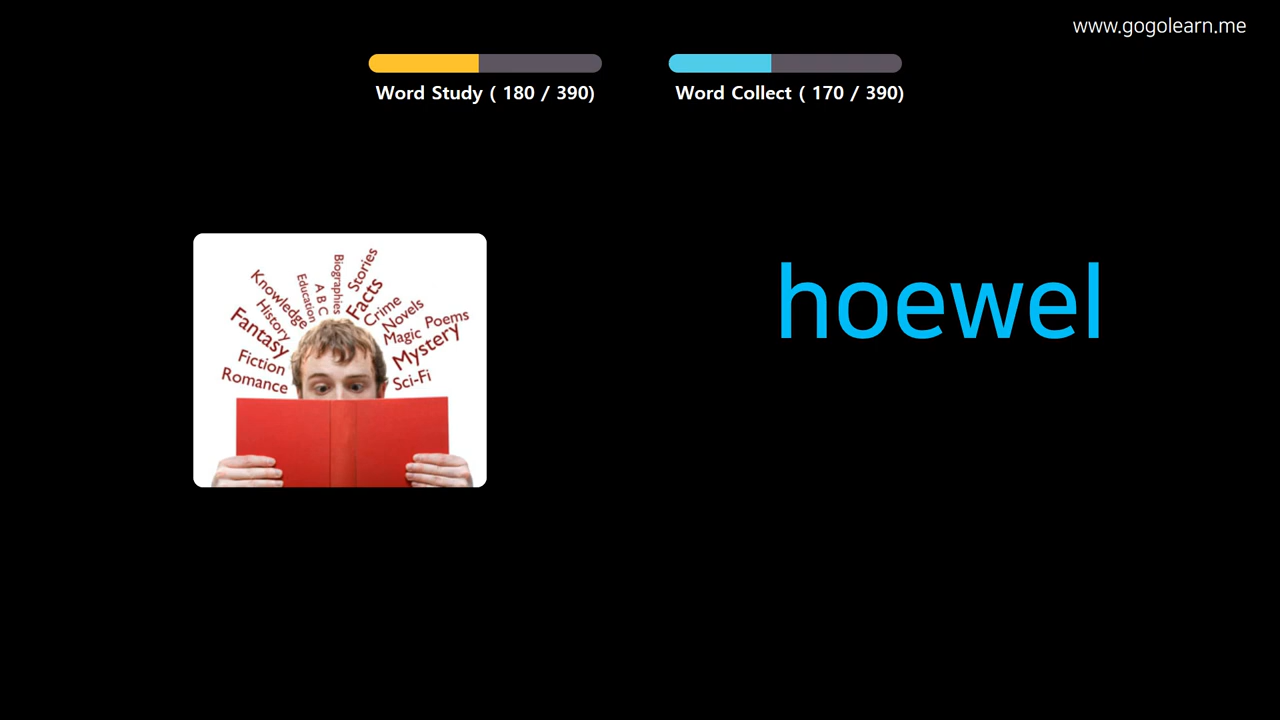 www.gogolearn.me
Word Study ( 180 / 390)
Word Collect ( 170 / 390)
hoewel
Knowledge
History
Fantasy
Fiction
Romance
Education
A B C
Biographies
Stories
Facts
Crime
Novels
Magic
Poems
Mystery
Sci-Fi